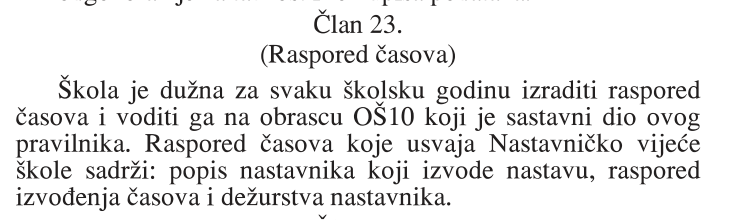 Član 23.
(Raspored časova)
Škola je dužna za svaku školsku godinu izraditi raspored
časova i voditi ga na obrascu OŠ10 koji je sastavni dio ovog
pravilnika. Raspored časova koje usvaja Nastavničko vijeće
škole sadrži: popis nastavnika koji izvode nastavu, raspored
izvođenja časova i dežurstva nastavnika.